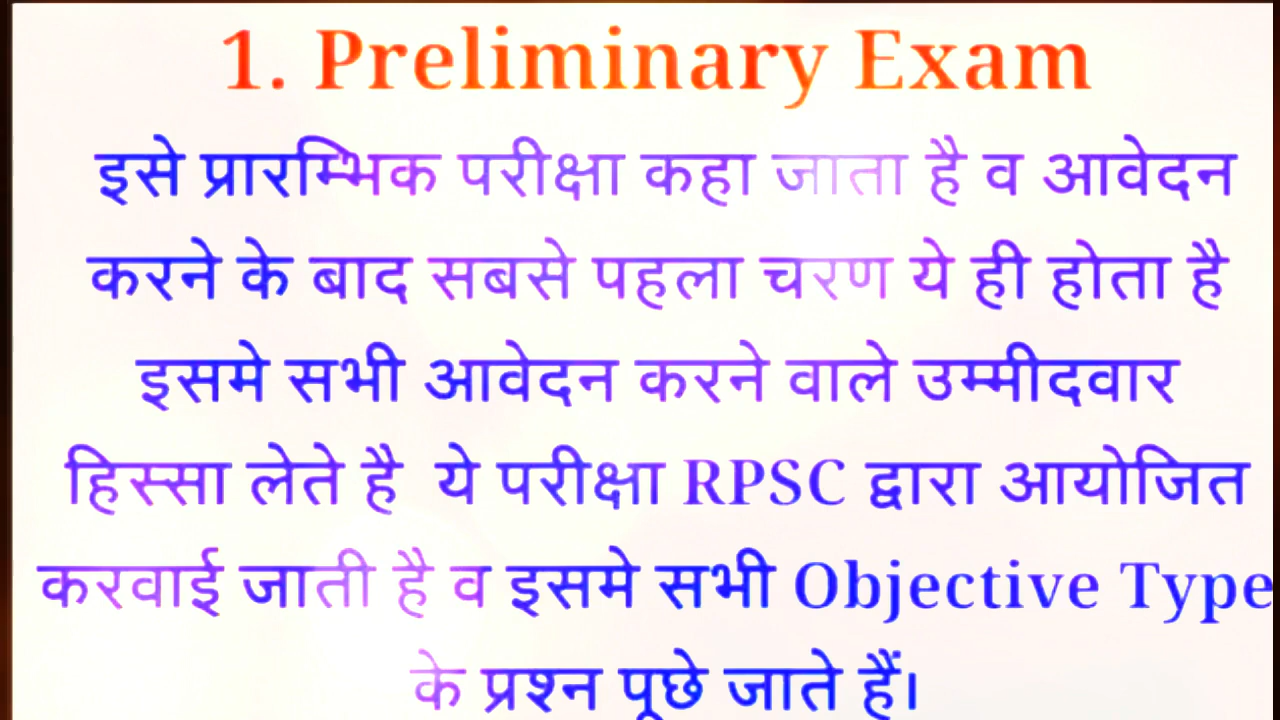 1. Preliminary Exam
इसे प्रारम्भिक परीक्षा कहा जाता है व आवेदन
करने के बाद सबसे पहला चरण ये ही होता है
इसमे सभी आवेदन करने वाले उम्मीदवार
हिस्सा लेते है ये परीक्षा RPSC द्वारा आयोजित
करवाई जाती है व इसमे सभी Objective Type
के प्रश्न पूछे जाते हैं।